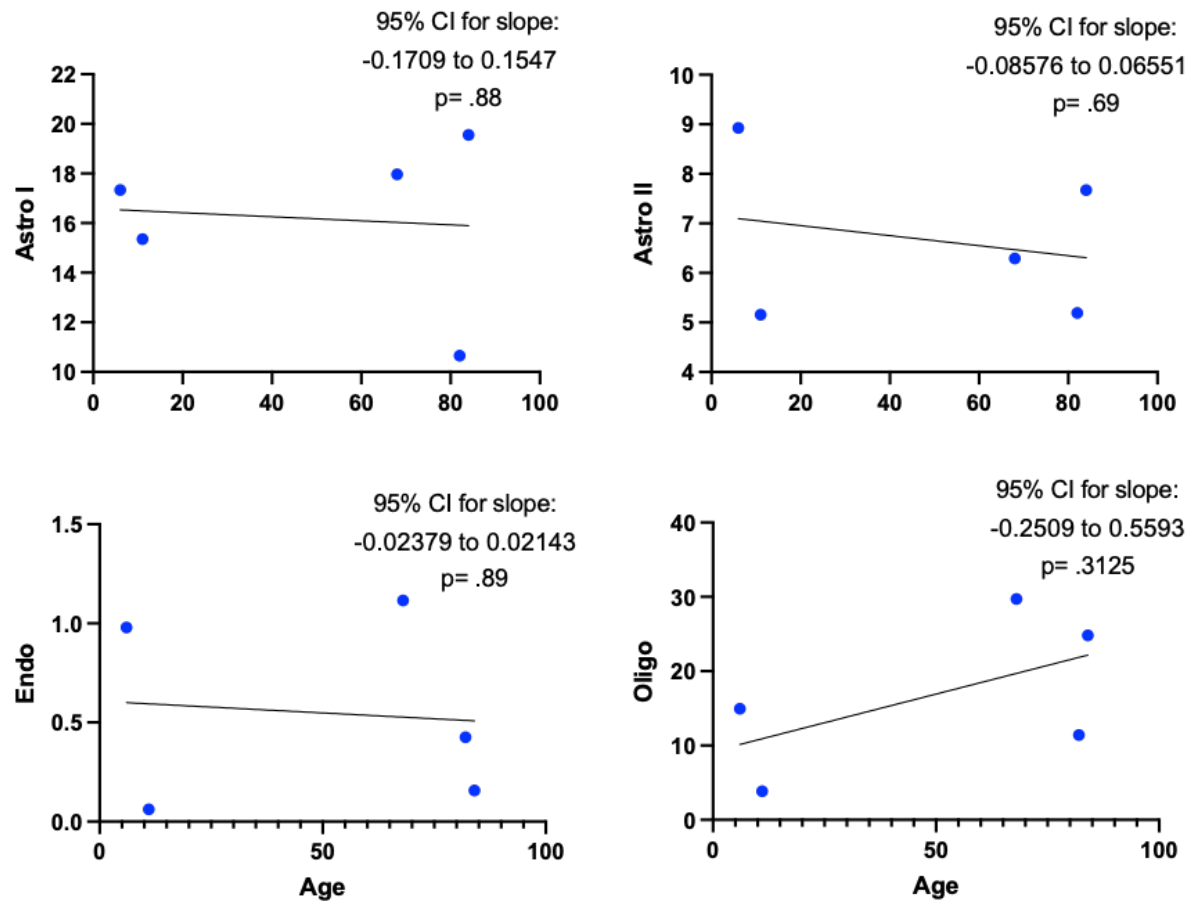 95% CI for slope:
-0.1709 to 0.1547
p= .88
22
20
18
16
14
12
10
Astro I
0 20 40 60 80 100
95% CI for slope:
-0.08576 to 0.06551
p= .69
10
9
8
7
6
5
4
Astro II
0 20 40 60 80 100
95% CI for slope:
-0.02379 to 0.02143
p= .89
1.5
1.0
0.5
0.0
Endo
0 50 100
Age
95% CI for slope:
-0.2509 to 0.5593
p= .3125
40
30
20
10
0
Oligo
0 50 100
Age